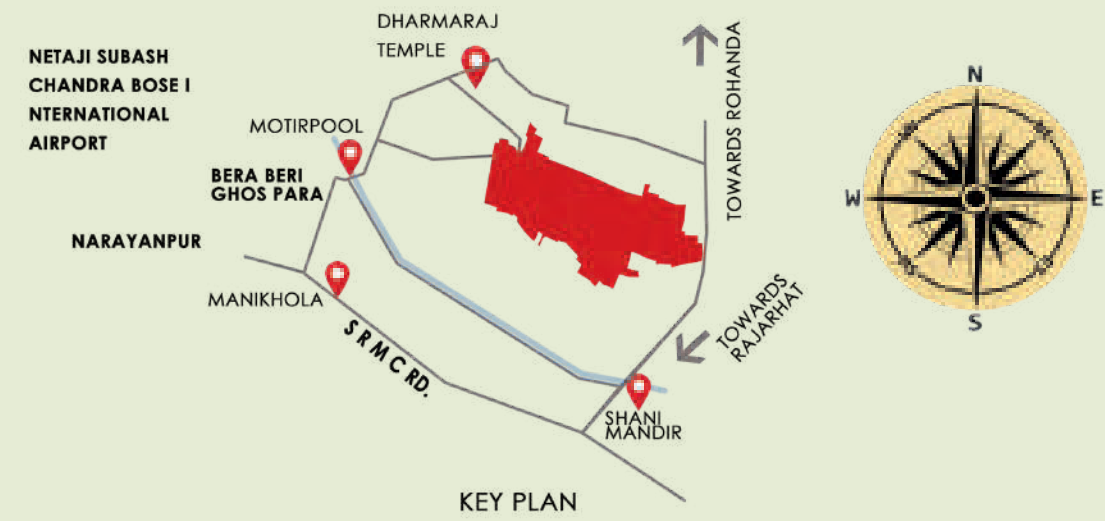 DHARMARAJ
TEMPLE
NETAJI SUBASH
CHANDRA BOSE I
NTERNATIONAL
AIRPORT
MOTIRPOOL
BERA BERI
GHOS PARA
NARAYANPUR
MANIKHOLA
S R M C RD.
TOWARDS ROHANDA
TOWARDS
RAJARHAT
SHANI
MANDIR
KEY PLAN
N
W
E
S